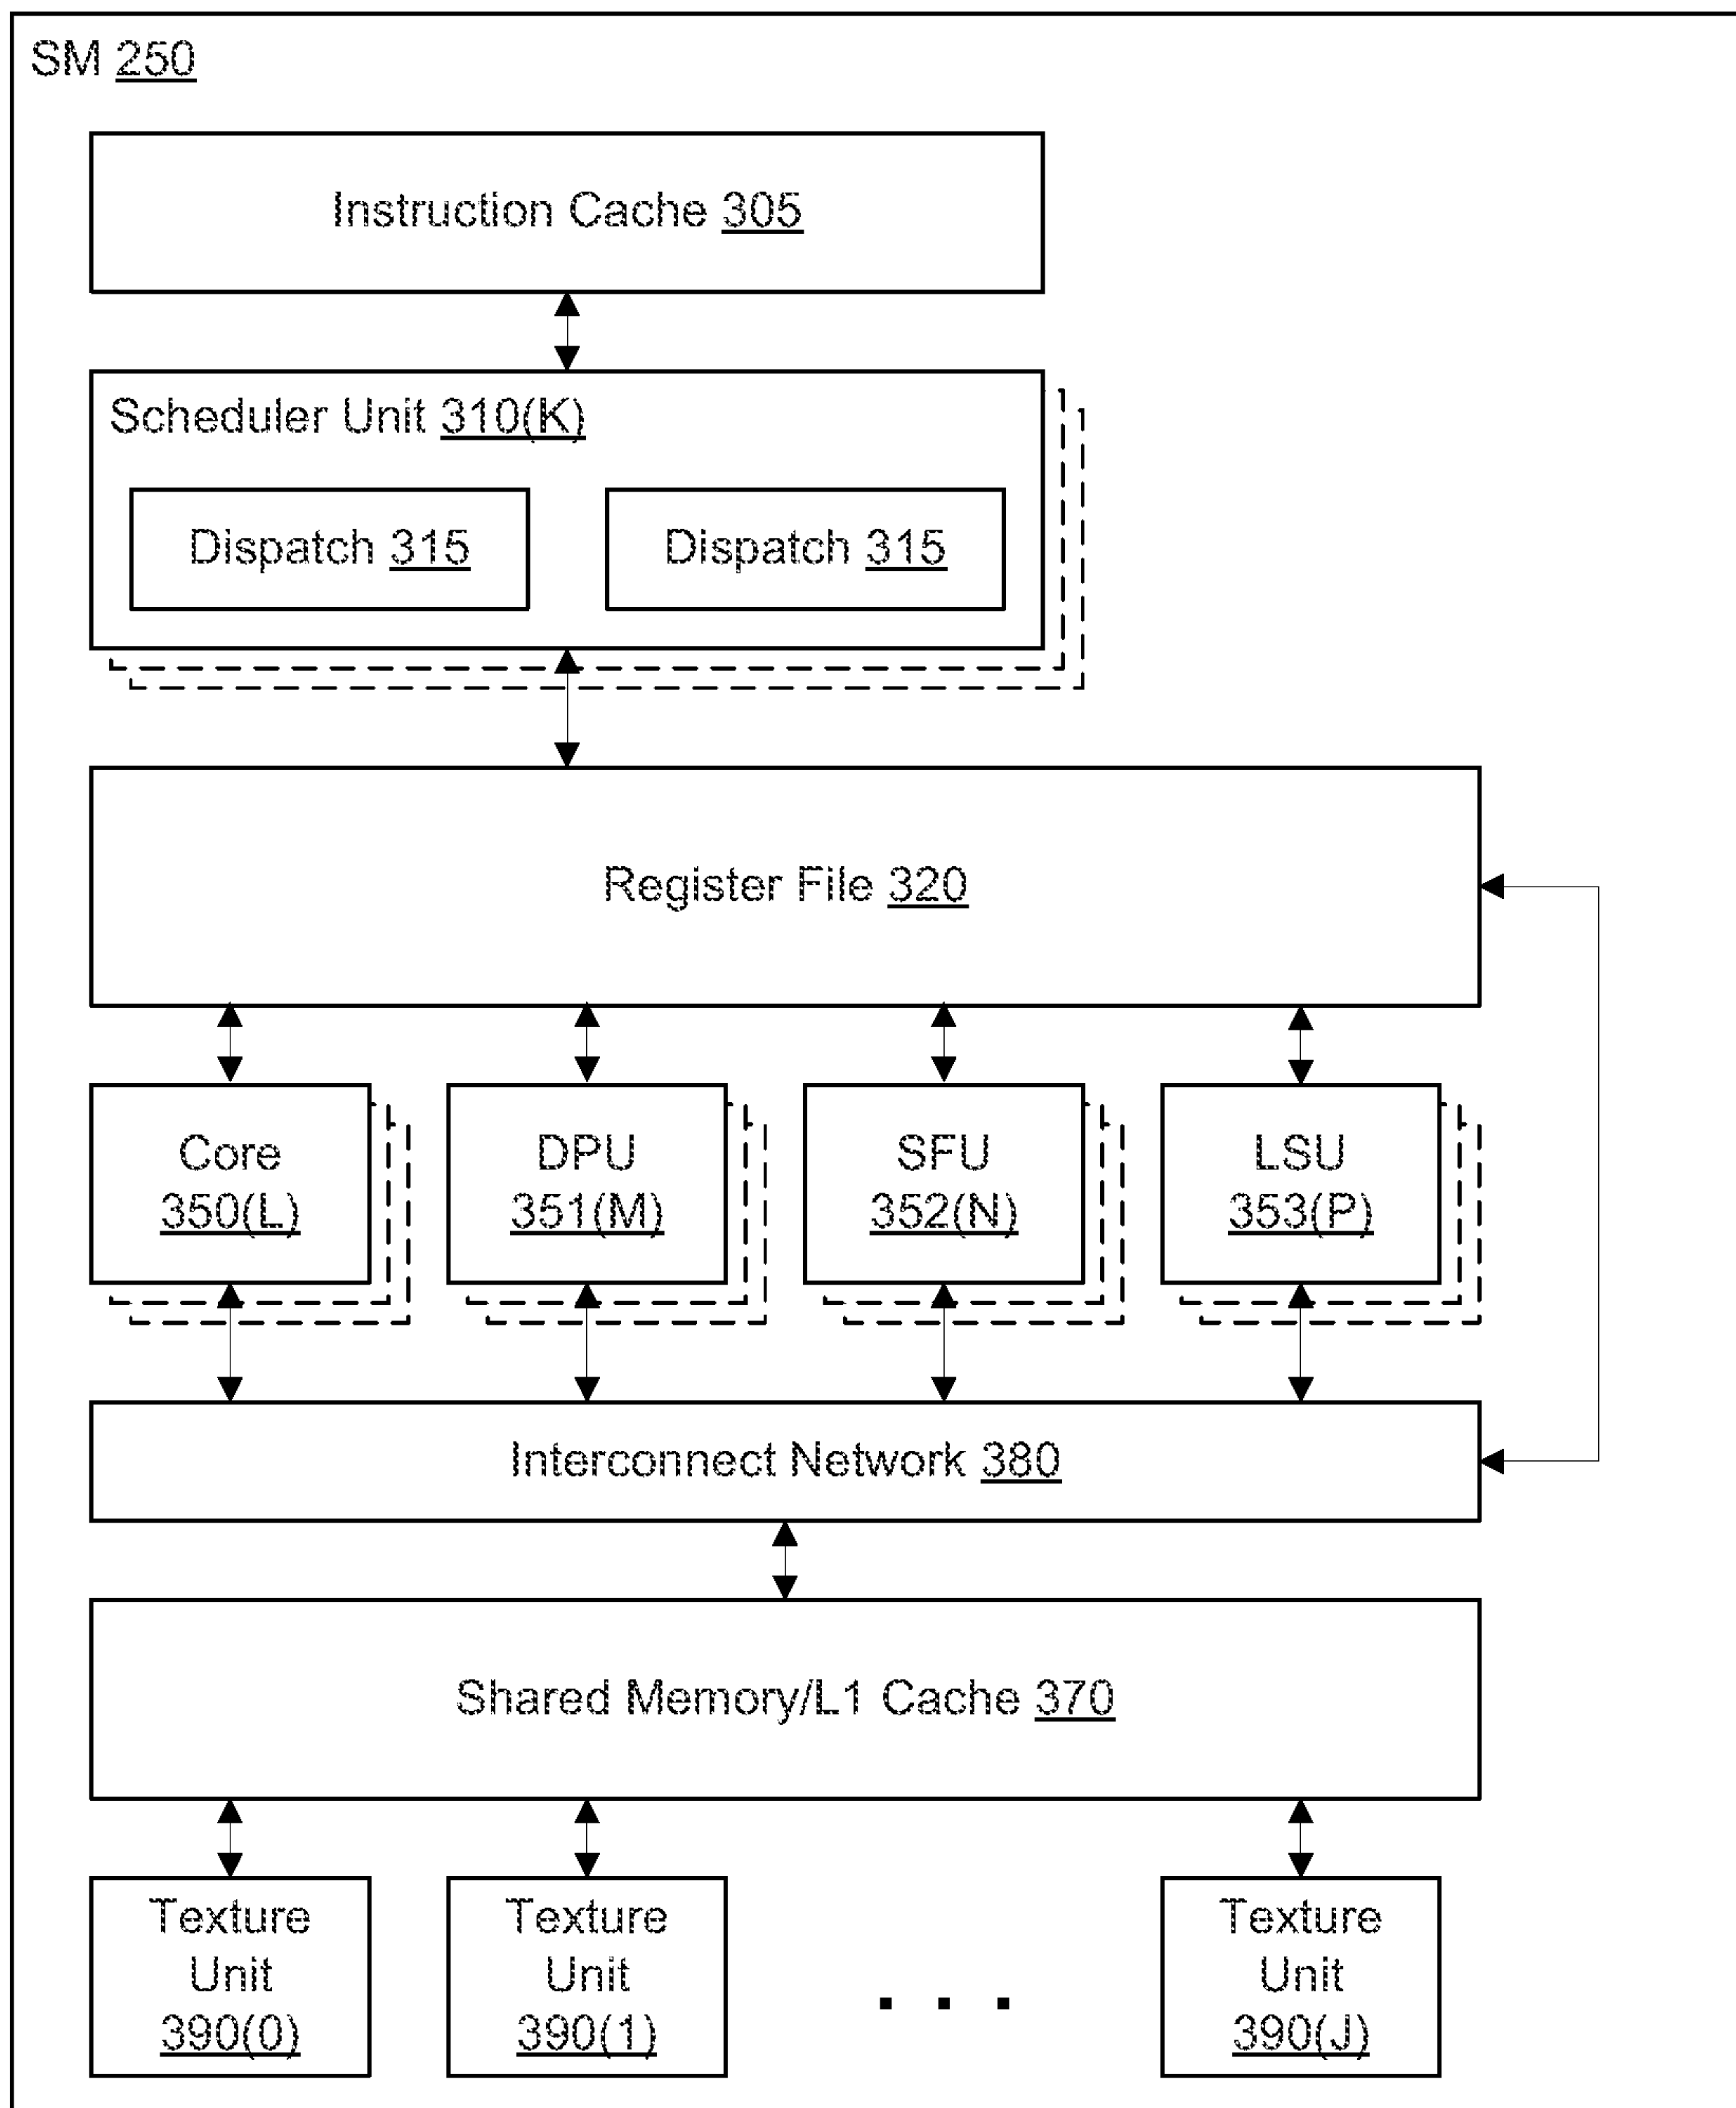 SM 250
Instruction Cache 305
Scheduler Unit 310(K)
Dispatch 315
Dispatch 315
Register File 320
Core
350(L)
DPU
351(M)
SFU
352(N)
LSU
353(P)
Interconnect Network 380
Shared Memory/L1 Cache 370
Texture
Unit
390(0)
Texture
Unit
390(1)
. . .
Texture
Unit
390(J)